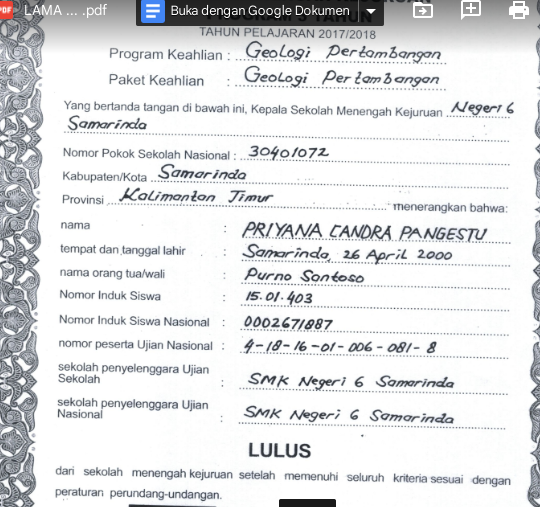 LAMA ... .pdf
Buka dengan Google Dokumen
PROGRAM 3 TAHUN
TAHUN PELAJARAN 2017/2018
Program Keahlian : Geologi Pertambangan
Paket Keahlian : Geologi Pertambangan
Yang bertanda tangan di bawah ini, Kepala Sekolah Menengah Kejuruan Negeri 6
Samarinda
Nomor Pokok Sekolah Nasional : 30401072
Kabupaten/Kota Samarinda
Provinsi Kalimantan Timur menerangkan bahwa:
nama : PRIYANA CANDRA PANGESTU
tempat dan tanggal lahir : Samarinda, 26 April 2000
nama orang tua/wali : Purno Santoso
Nomor Induk Siswa : 15.01.403
Nomor Induk Siswa Nasional : 0002671887
nomor peserta Ujian Nasional : 4-18-16-01-006-081-8
sekolah penyelenggara Ujian
Sekolah : SMK Negeri 6 Samarinda
sekolah penyelenggara Ujian
Nasional : SMK Negeri 6 Samarinda
LULUS
dari sekolah menengah kejuruan setelah memenuhi seluruh kriteria sesuai dengan
peraturan perundang-undangan.